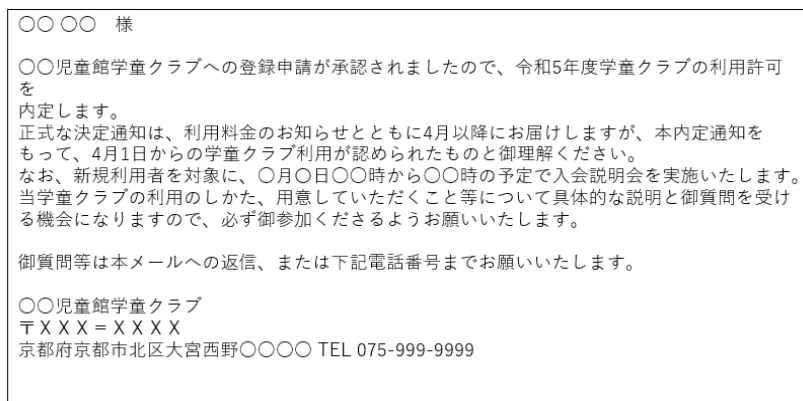 〇〇 〇〇　様
〇〇児童館学童クラブへの登録申請が承認されましたので、令和5年度学童クラブの利用許可
を
内定します。
正式な決定通知は、利用料金のお知らせとともに4月以降にお届けしますが、本内定通知を
もって、4月1日からの学童クラブ利用が認められたものと御理解ください。
なお、新規利用者を対象に、〇月〇日〇〇時から〇〇時の予定で入会説明会を実施いたします。
当学童クラブの利用のしかた、用意していただくこと等について具体的な説明と御質問を受け
る機会になりますので、必ず御参加くださるようお願いいたします。
御質問等は本メールへの返信、または下記電話番号までお願いいたします。
〇〇児童館学童クラブ
〒ＸＸＸ＝ＸＸＸＸ
京都府京都市北区大宮西野〇〇〇〇 TEL 075-999-9999